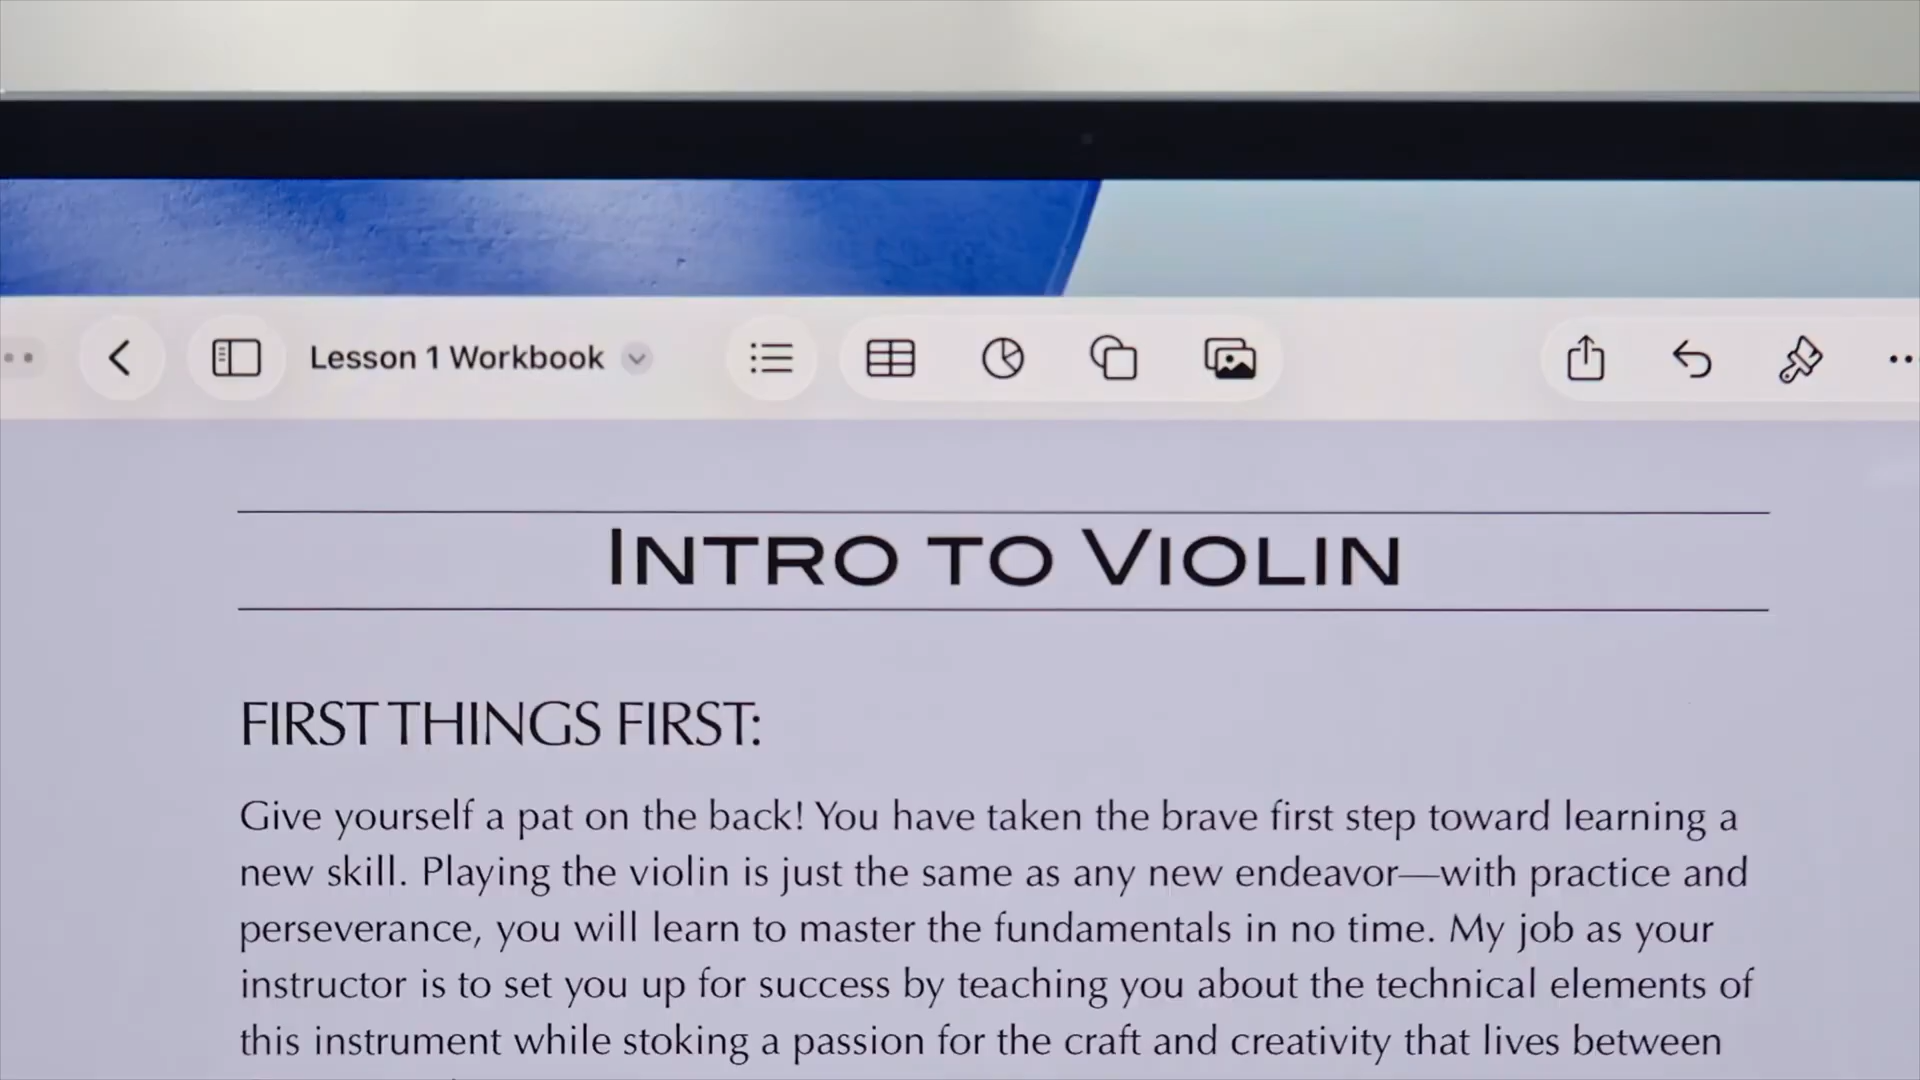 Lesson 1 Workbook
INTRO TO VIOLIN
FIRST THINGS FIRST:
Give yourself a pat on the back! You have taken the brave first step toward learning a
new skill. Playing the violin is just the same as any new endeavor—with practice and
perseverance, you will learn to master the fundamentals in no time. My job as your
instructor is to set you up for success by teaching you about the technical elements of
this instrument while stoking a passion for the craft and creativity that lives between